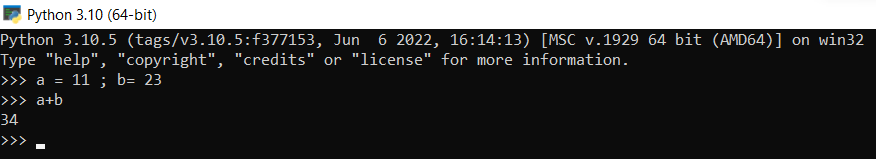 Python 3.10 (64-bit)
Python 3.10.5 (tags/v3.10.5:f377153, Jun  6 2022, 16:14:13) [MSC v.1929 64 bit (AMD64)] on win32
Type "help", "copyright", "credits" or "license" for more information.
>>> a = 11 ; b= 23
>>> a+b
34
>>>